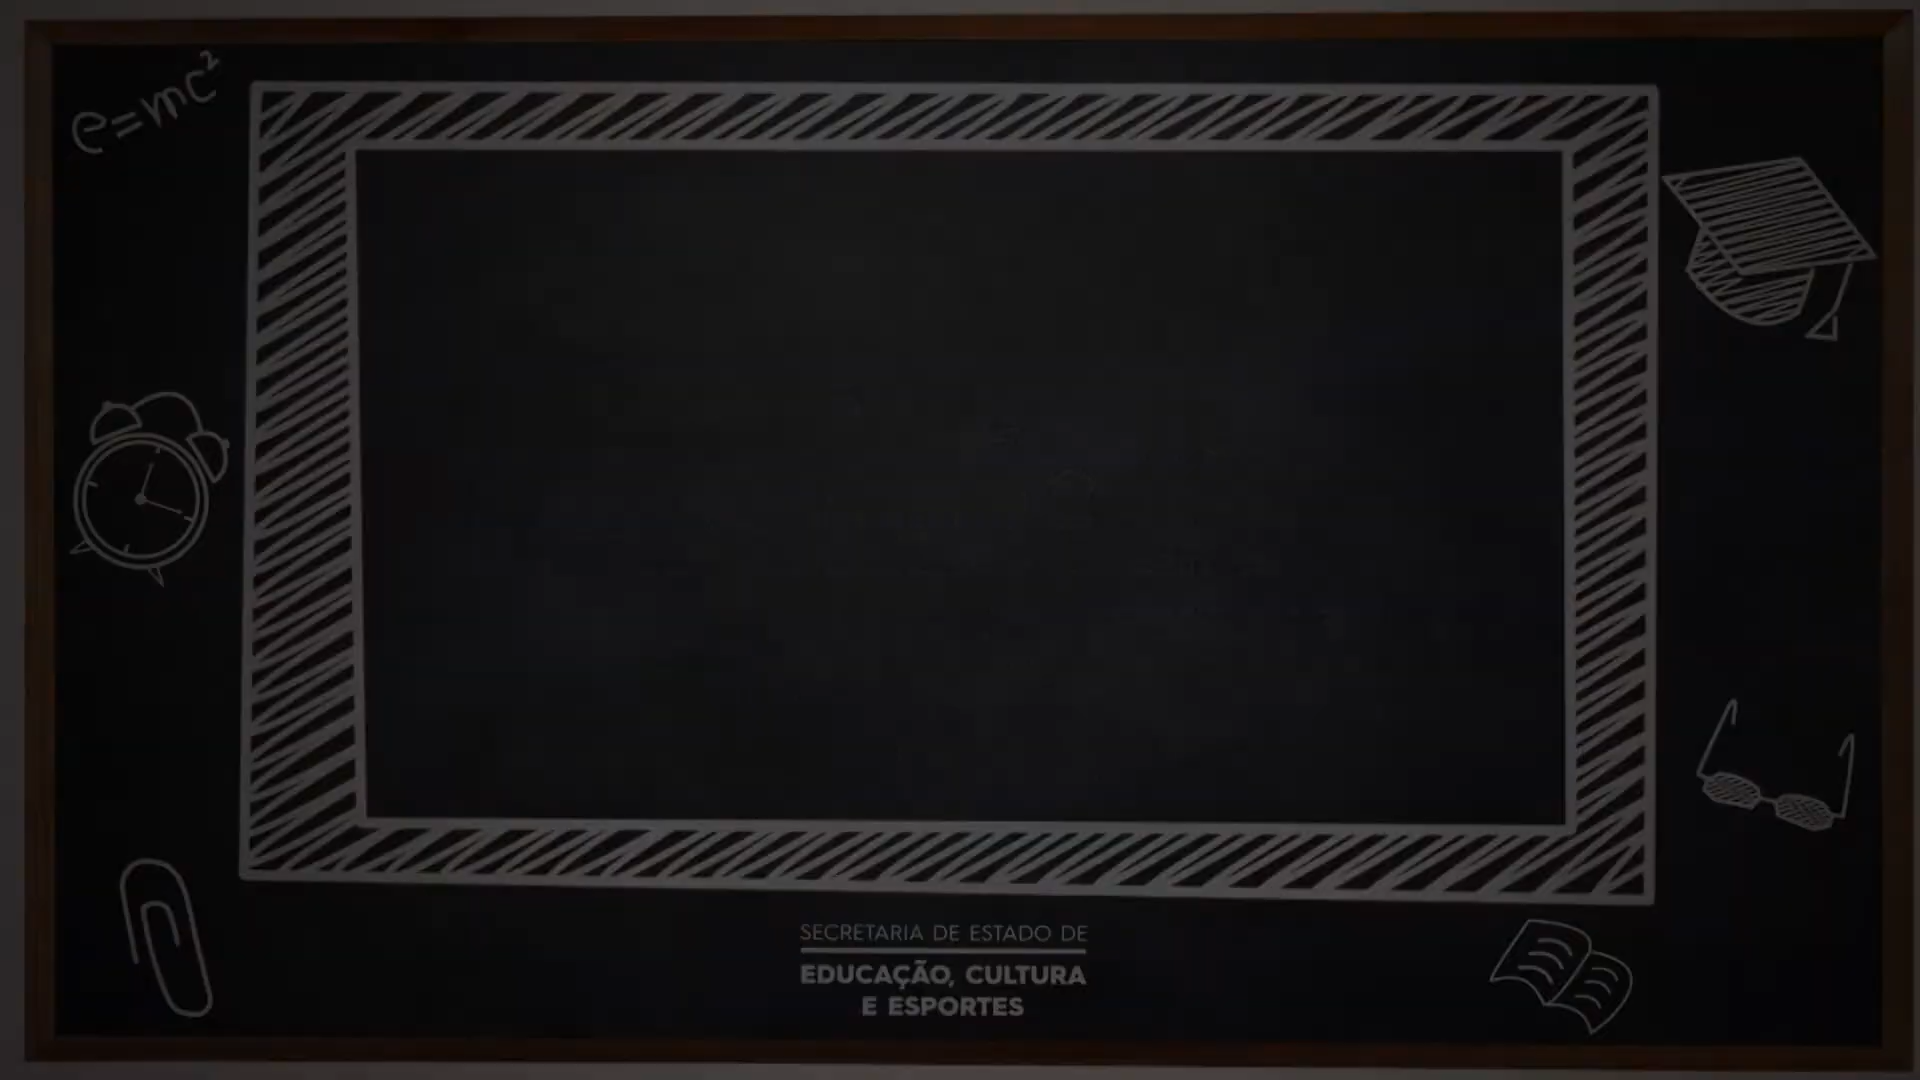 e=mc²
SECRETARIA DE ESTADO DE
EDUCAÇÃO, CULTURA
E ESPORTES